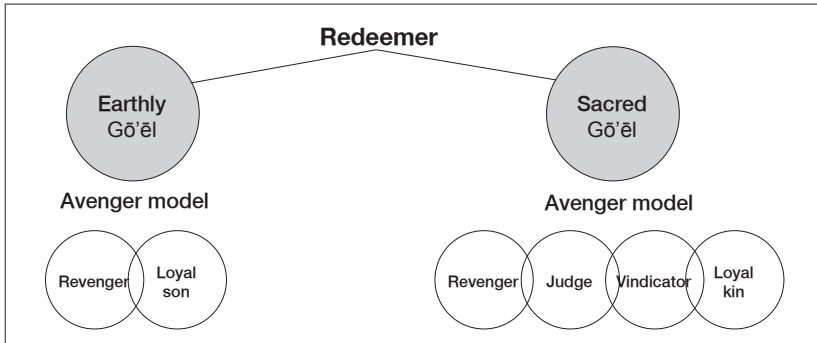 Redeemer
Earthly
Gō’ēl
Sacred
Gō’ēl
Avenger model
Avenger model
Revenger
Loyal
son
Revenger
Judge
Vindicator
Loyal
kin